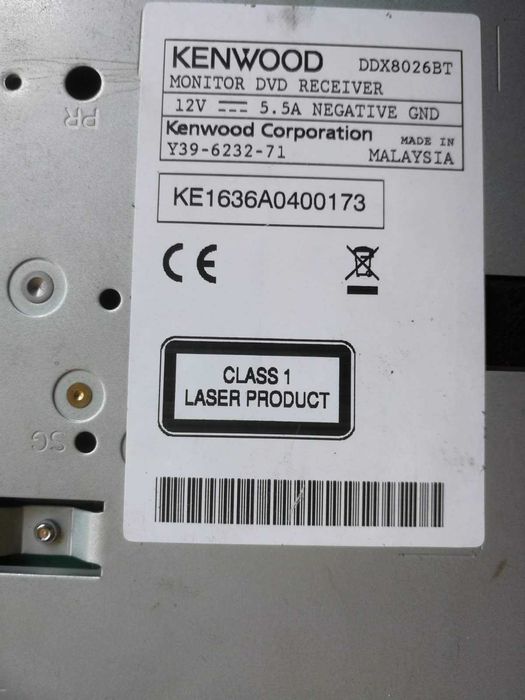 KENWOOD DDX8026BT
MONITOR DVD RECEIVER
12V 5.5A NEGATIVE GND
Kenwood Corporation MADE IN
Y39-6232-71 MALAYSIA
KE1636A0400173
CE
CLASS 1
LASER PRODUCT
PR
SG